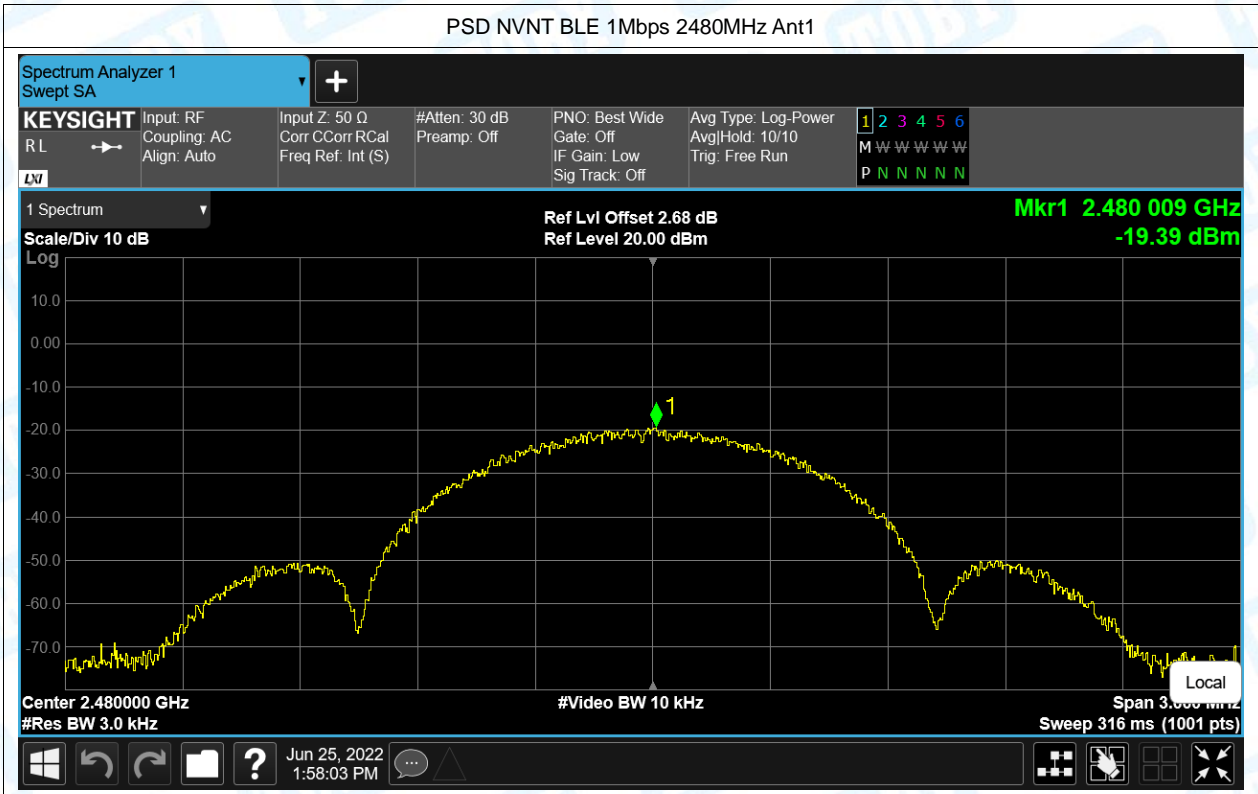 PSD NVNT BLE 1Mbps 2480MHz Ant1
Spectrum Analyzer 1
Swept SA
+
KEYSIGHT
R L
LXI
Input: RF
Coupling: AC
Align: Auto
Input Z: 50 Ω
Corr CCorr RCal
Freq Ref: Int (S)
#Atten: 30 dB
Preamp: Off
PNO: Best Wide
Gate: Off
IF Gain: Low
Sig Track: Off
Avg Type: Log-Power
Avg|Hold: 10/10
Trig: Free Run
1 2 3 4 5 6
M W W W W W
P N N N N N
1 Spectrum
Scale/Div 10 dB
Ref Lvl Offset 2.68 dB
Ref Level 20.00 dBm
Mkr1 2.480 009 GHz
-19.39 dBm
Log
10.0
0.00
-10.0
-20.0
-30.0
-40.0
-50.0
-60.0
-70.0
1
Center 2.480000 GHz
#Res BW 3.0 kHz
#Video BW 10 kHz
Local
Span 3.000 MHz
Sweep 316 ms (1001 pts)
?
Jun 25, 2022
1:58:03 PM